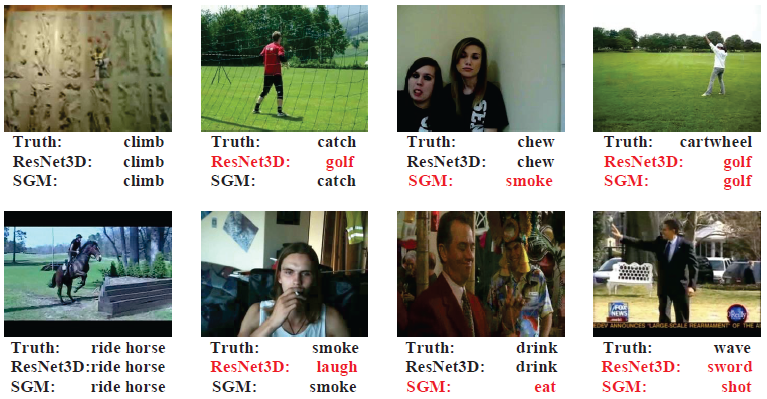 Truth: climb
ResNet3D: climb
SGM: climb
Truth: catch
ResNet3D: golf
SGM: catch
Truth: chew
ResNet3D: chew
SGM: smoke
Truth: cartwheel
ResNet3D: golf
SGM: golf
FOX
NEWS
Truth: ride horse
ResNet3D:ride horse
SGM: ride horse
Truth: smoke
ResNet3D: laugh
SGM: smoke
Truth: drink
ResNet3D: drink
SGM: eat
ANNOUNCES "LARGE-SCALE REARMAMENT" OF THE
Truth: wave
ResNet3D: sword
SGM: shot